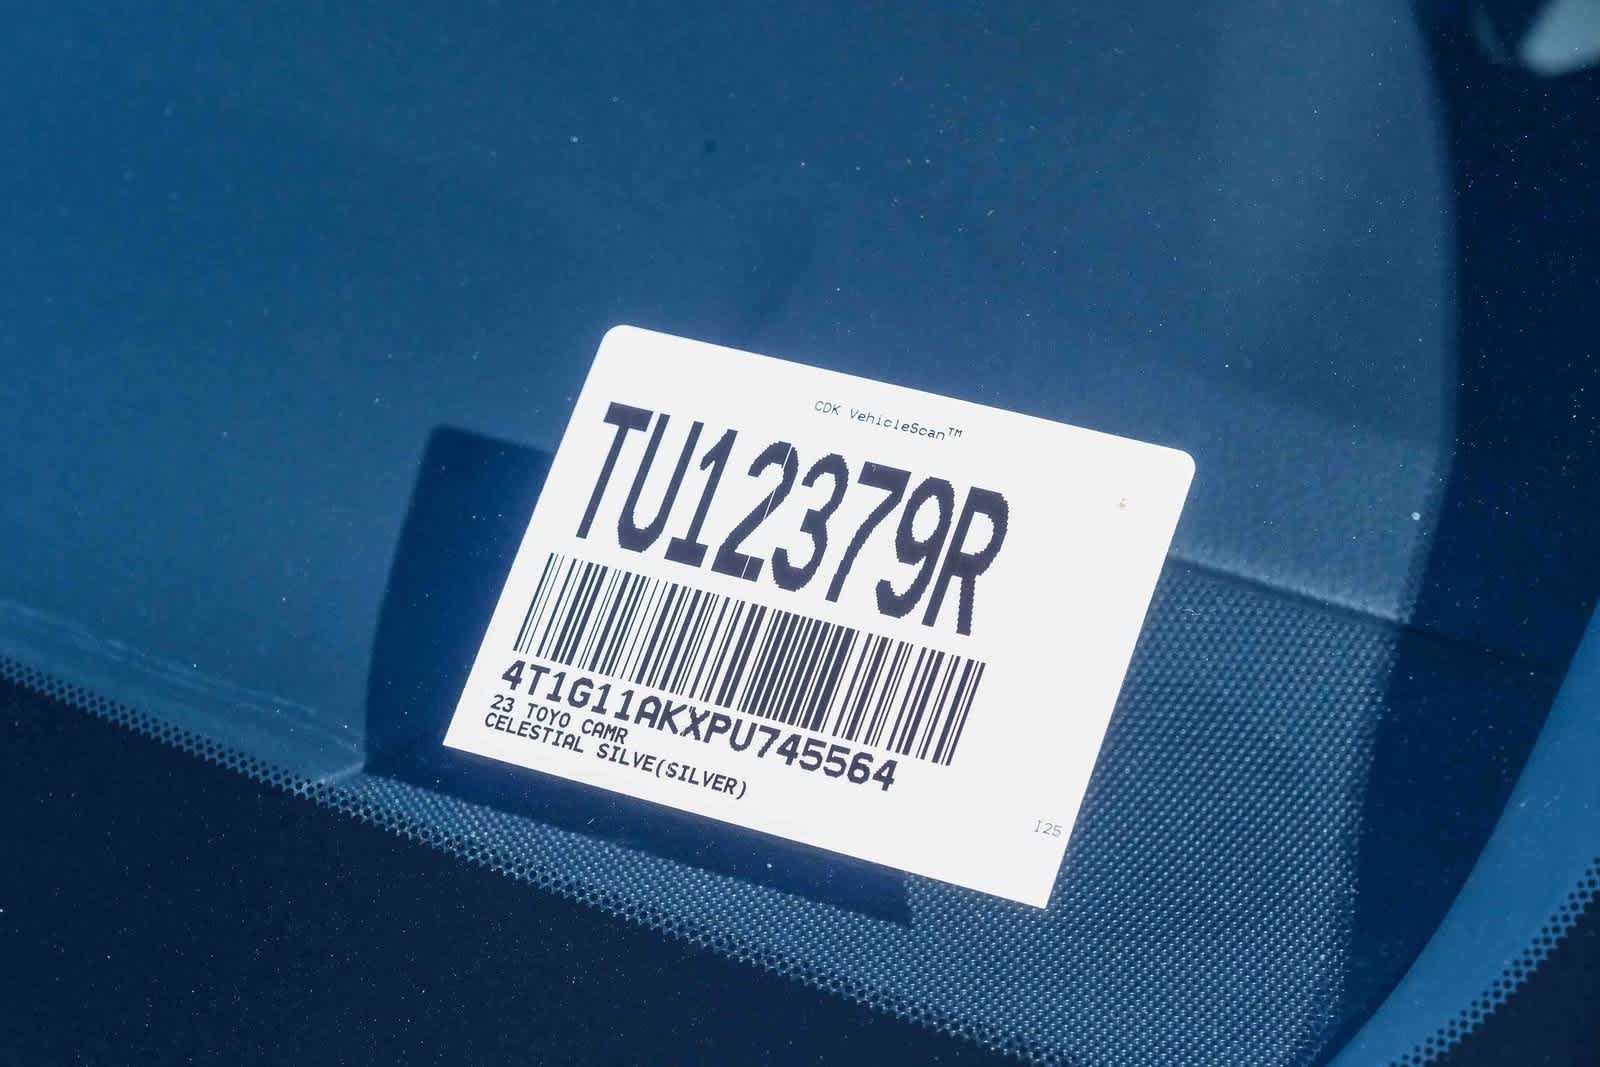 CDK VehicleScan™
TU12379R
4T1G11AKXPU745564
23 TOYO CAMR
CELESTIAL SILVE(SILVER)
I25